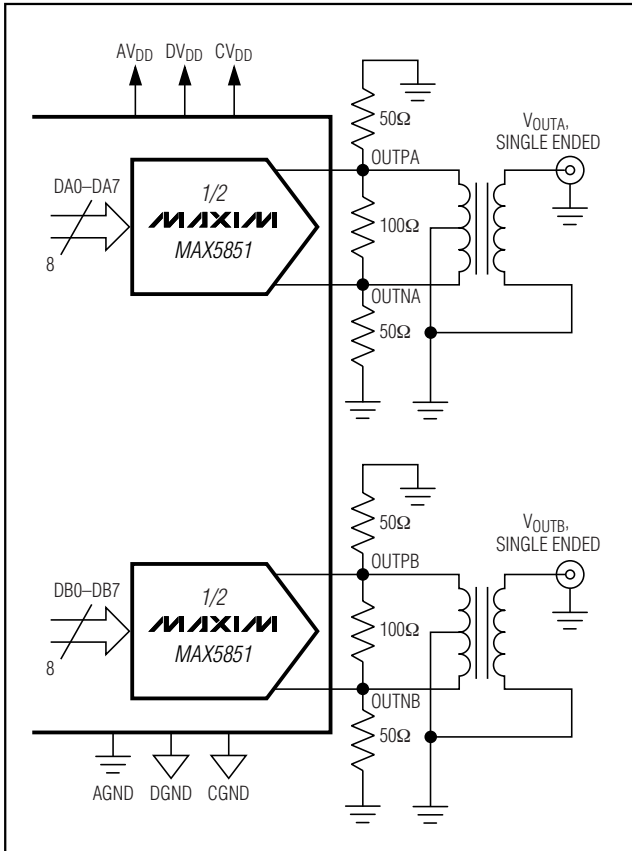 AVDD DVDD CVDD
50Ω
VOUTA,
SINGLE ENDED
OUTPA
DA0–DA7
1/2
MAXIM
MAX5851
8
100Ω
OUTNA
50Ω
50Ω
VOUTB,
SINGLE ENDED
OUTPB
DB0–DB7
1/2
MAXIM
MAX5851
8
100Ω
OUTNB
50Ω
AGND DGND CGND